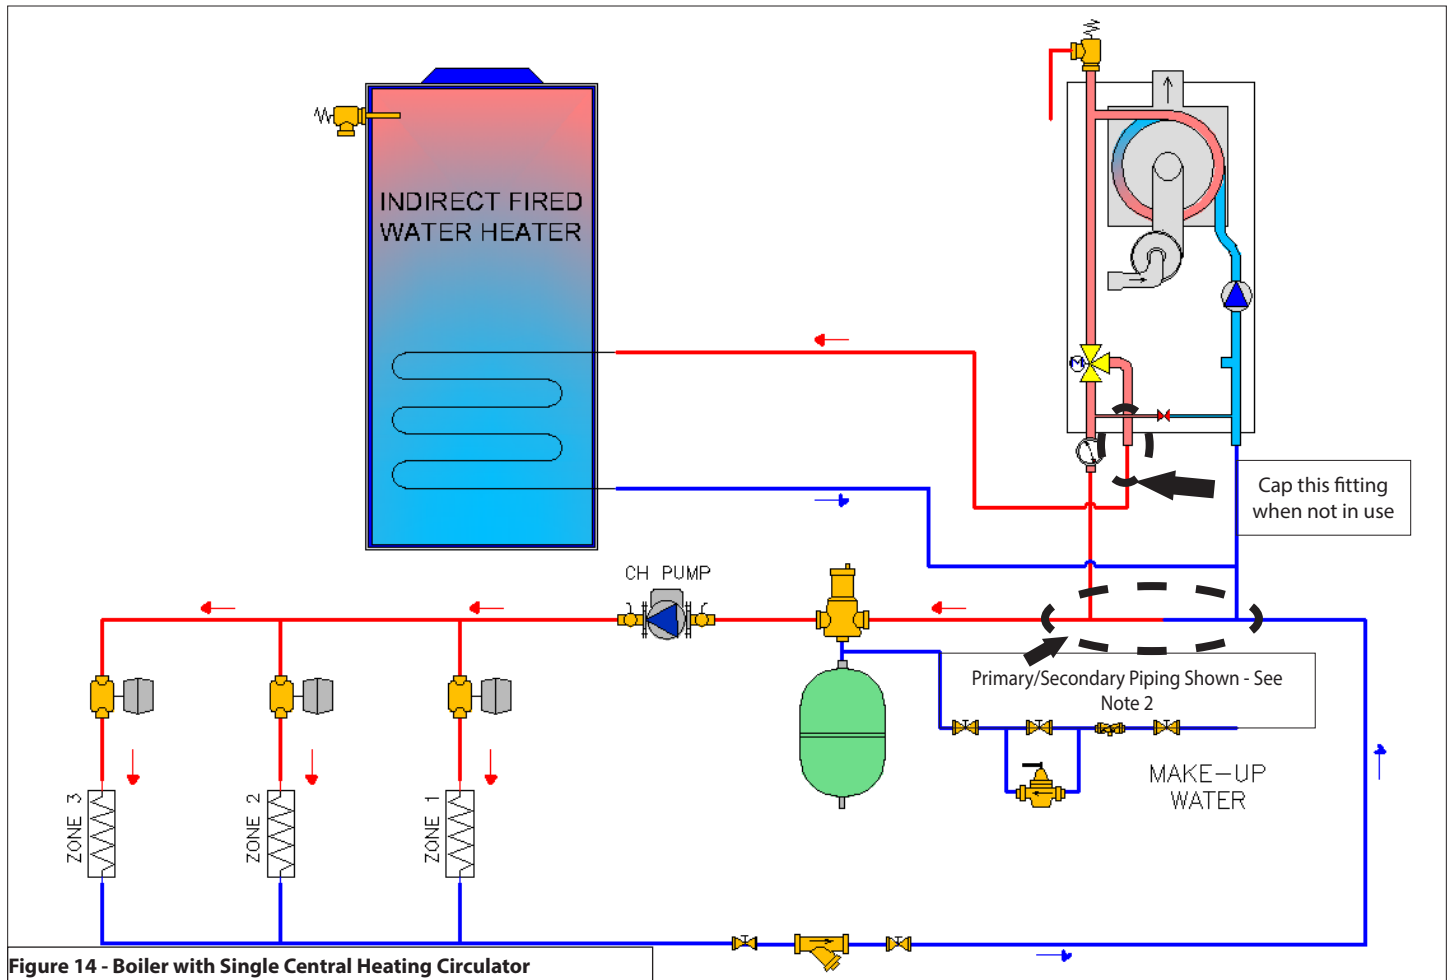 INDIRECT FIRED
WATER HEATER
M
Cap this fitting
when not in use
CH PUMP
Primary/Secondary Piping Shown - See
Note 2
MAKE-UP
WATER
ZONE 3
ZONE 2
ZONE 1
Figure 14 - Boiler with Single Central Heating Circulator